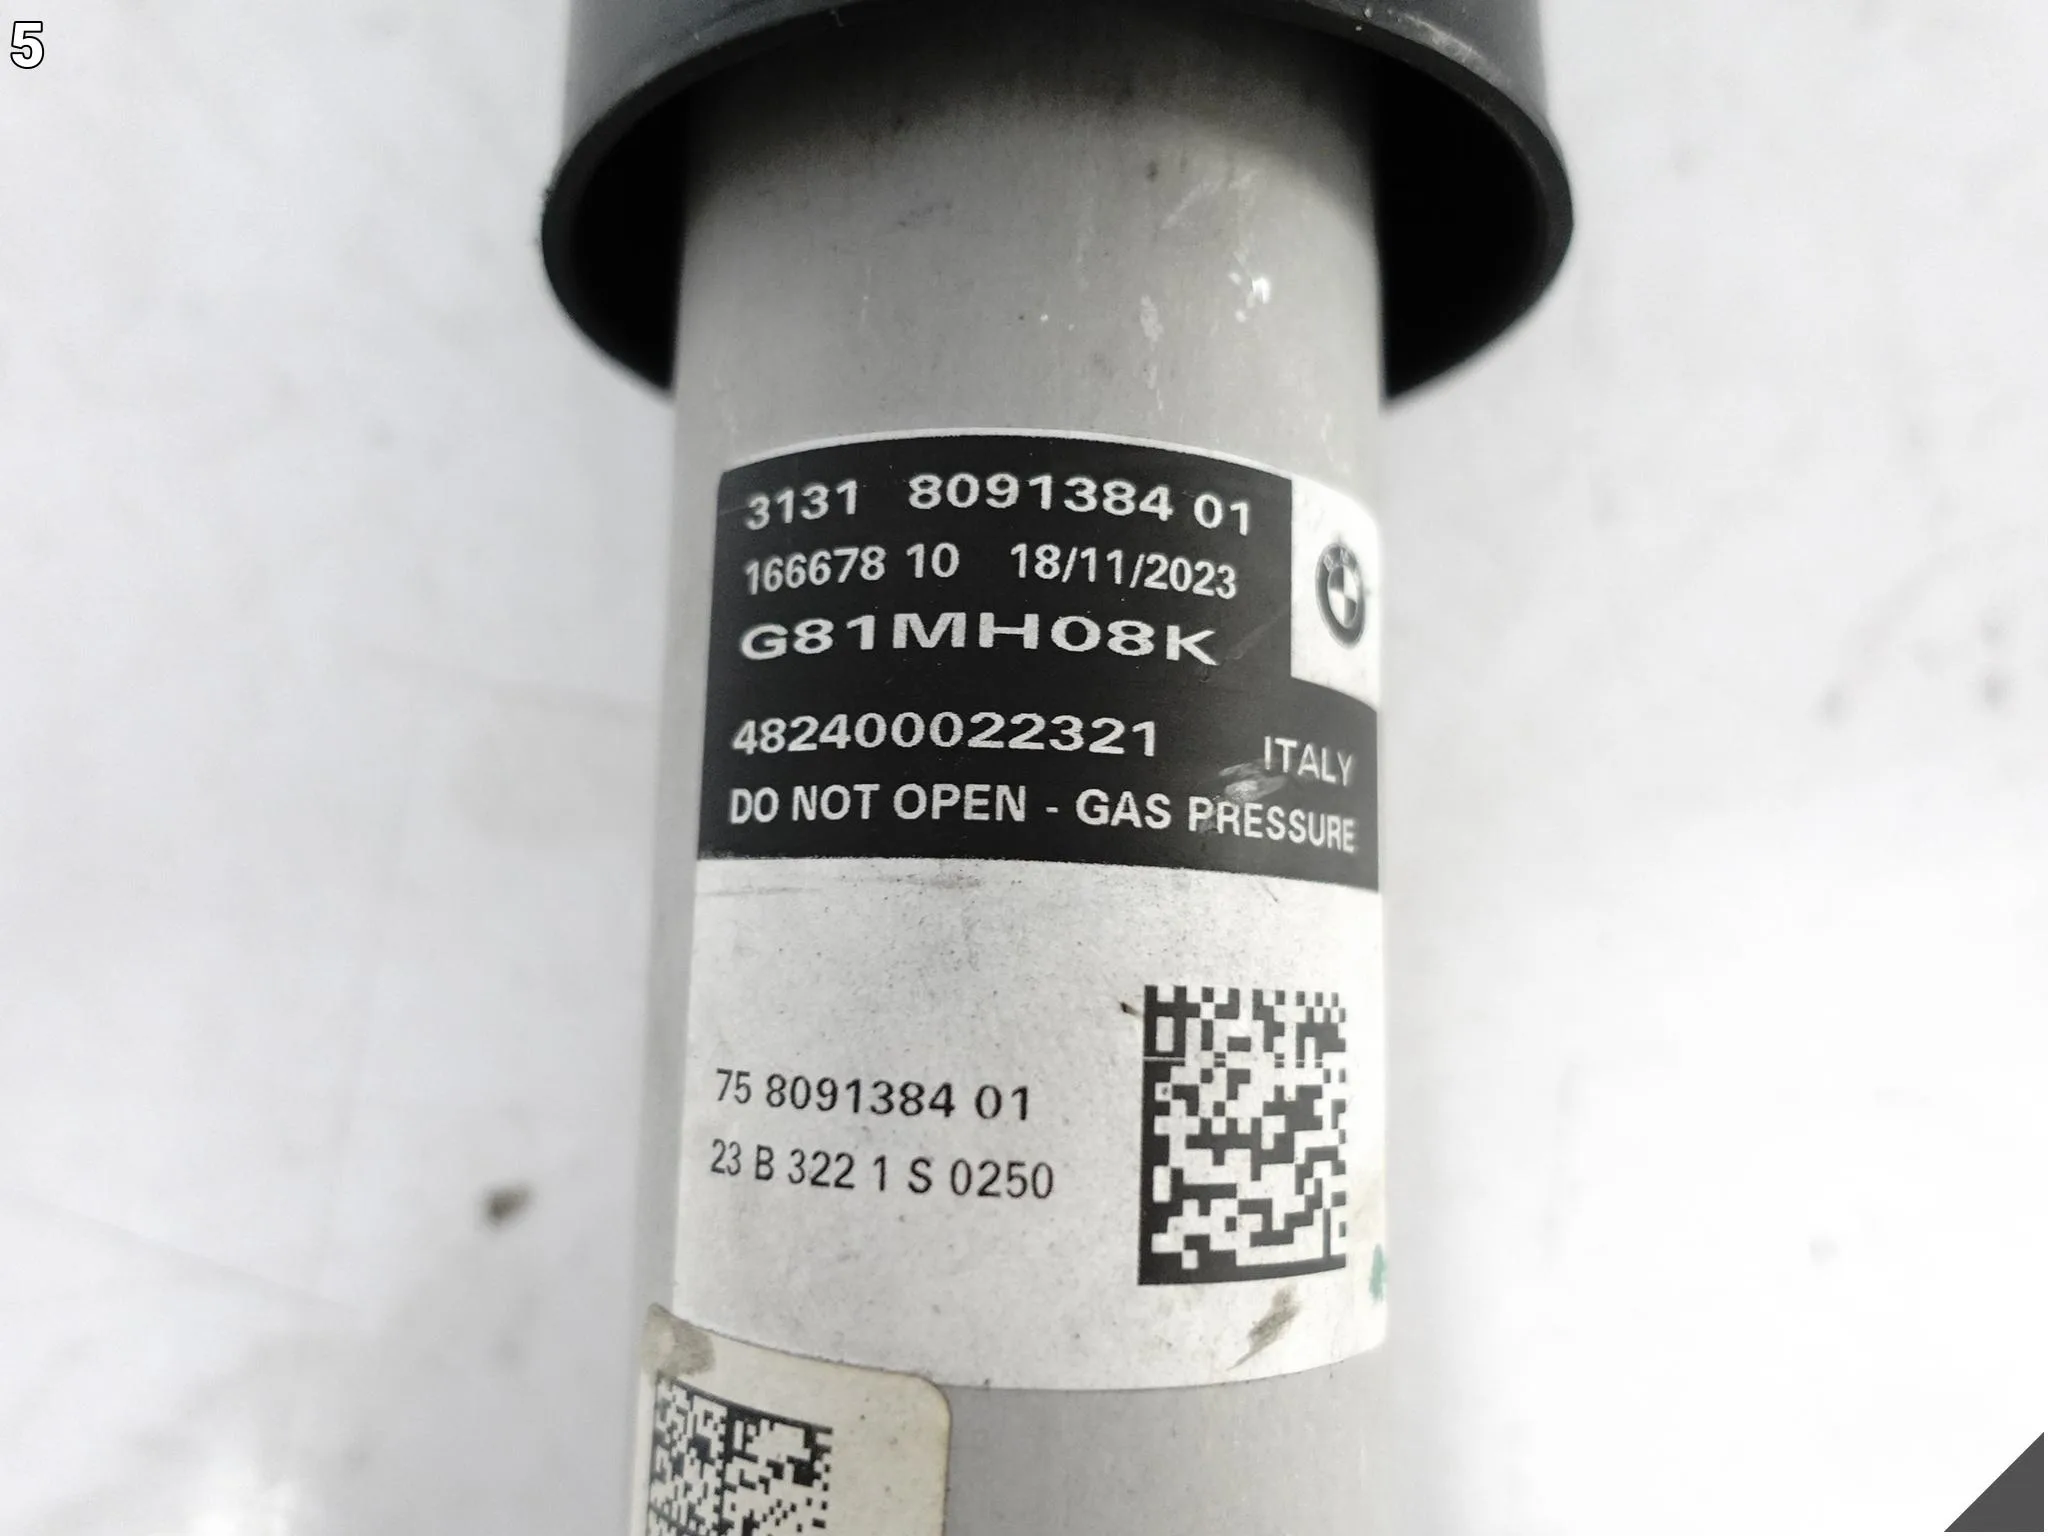 5
3131 8091384 01
166678 10 18/11/2023
G81MH08K
482400022321 ITALY
DO NOT OPEN - GAS PRESSURE
75 8091384 01
23 B 322 1 S 0250